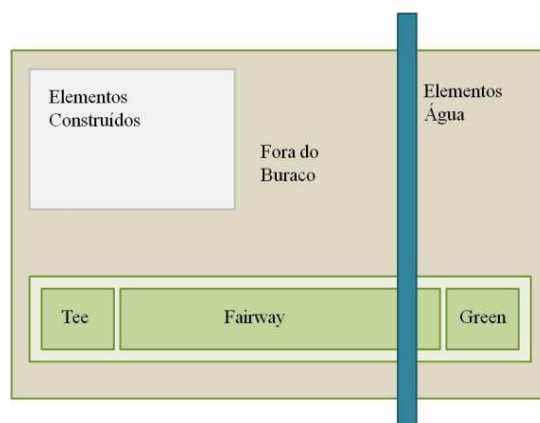 Elementos
Construídos
Elementos
Água
Fora do
Buraco
Tee
Fairway
Green